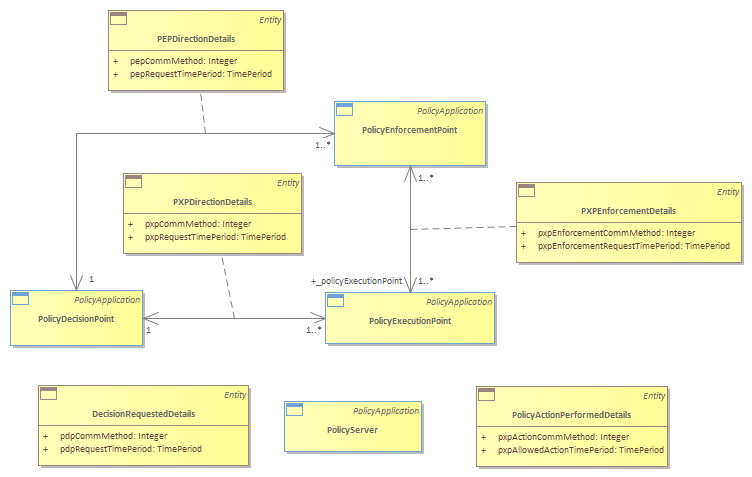 Entity
PEPDirectionDetails
+ pepCommMethod: Integer
+ pepRequestTimePeriod: TimePeriod
PolicyApplication
PolicyEnforcementPoint
1..*
1..*
Entity
PXPDirectionDetails
+ pxpCommMethod: Integer
+ pxpRequestTimePeriod: TimePeriod
Entity
PXPEnforcementDetails
+ pxpEnforcementCommMethod: Integer
+ pxpEnforcementRequestTimePeriod: TimePeriod
1
+_policyExecutionPoint
1..*
PolicyApplication
PolicyDecisionPoint
1
1..*
PolicyApplication
PolicyExecutionPoint
Entity
DecisionRequestedDetails
+ pdpCommMethod: Integer
+ pdpRequestTimePeriod: TimePeriod
PolicyApplication
PolicyServer
Entity
PolicyActionPerformedDetails
+ pxpActionCommMethod: Integer
+ pxpAllowedActionTimePeriod: TimePeriod